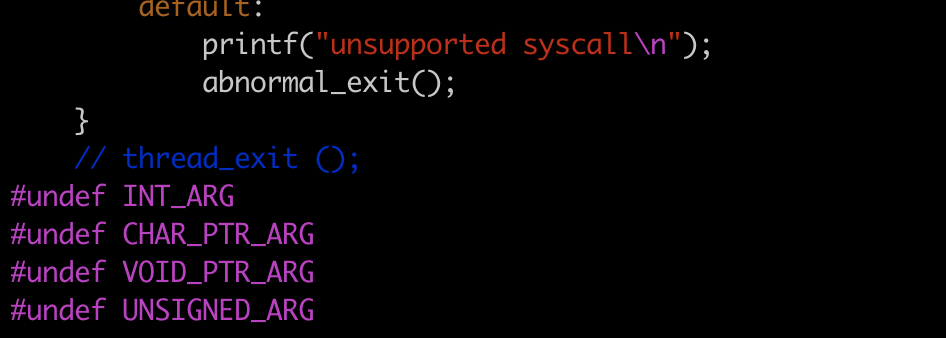 default:
printf("unsupported syscall\n");
abnormal_exit();
}
// thread_exit ();
#undef INT_ARG
#undef CHAR_PTR_ARG
#undef VOID_PTR_ARG
#undef UNSIGNED_ARG